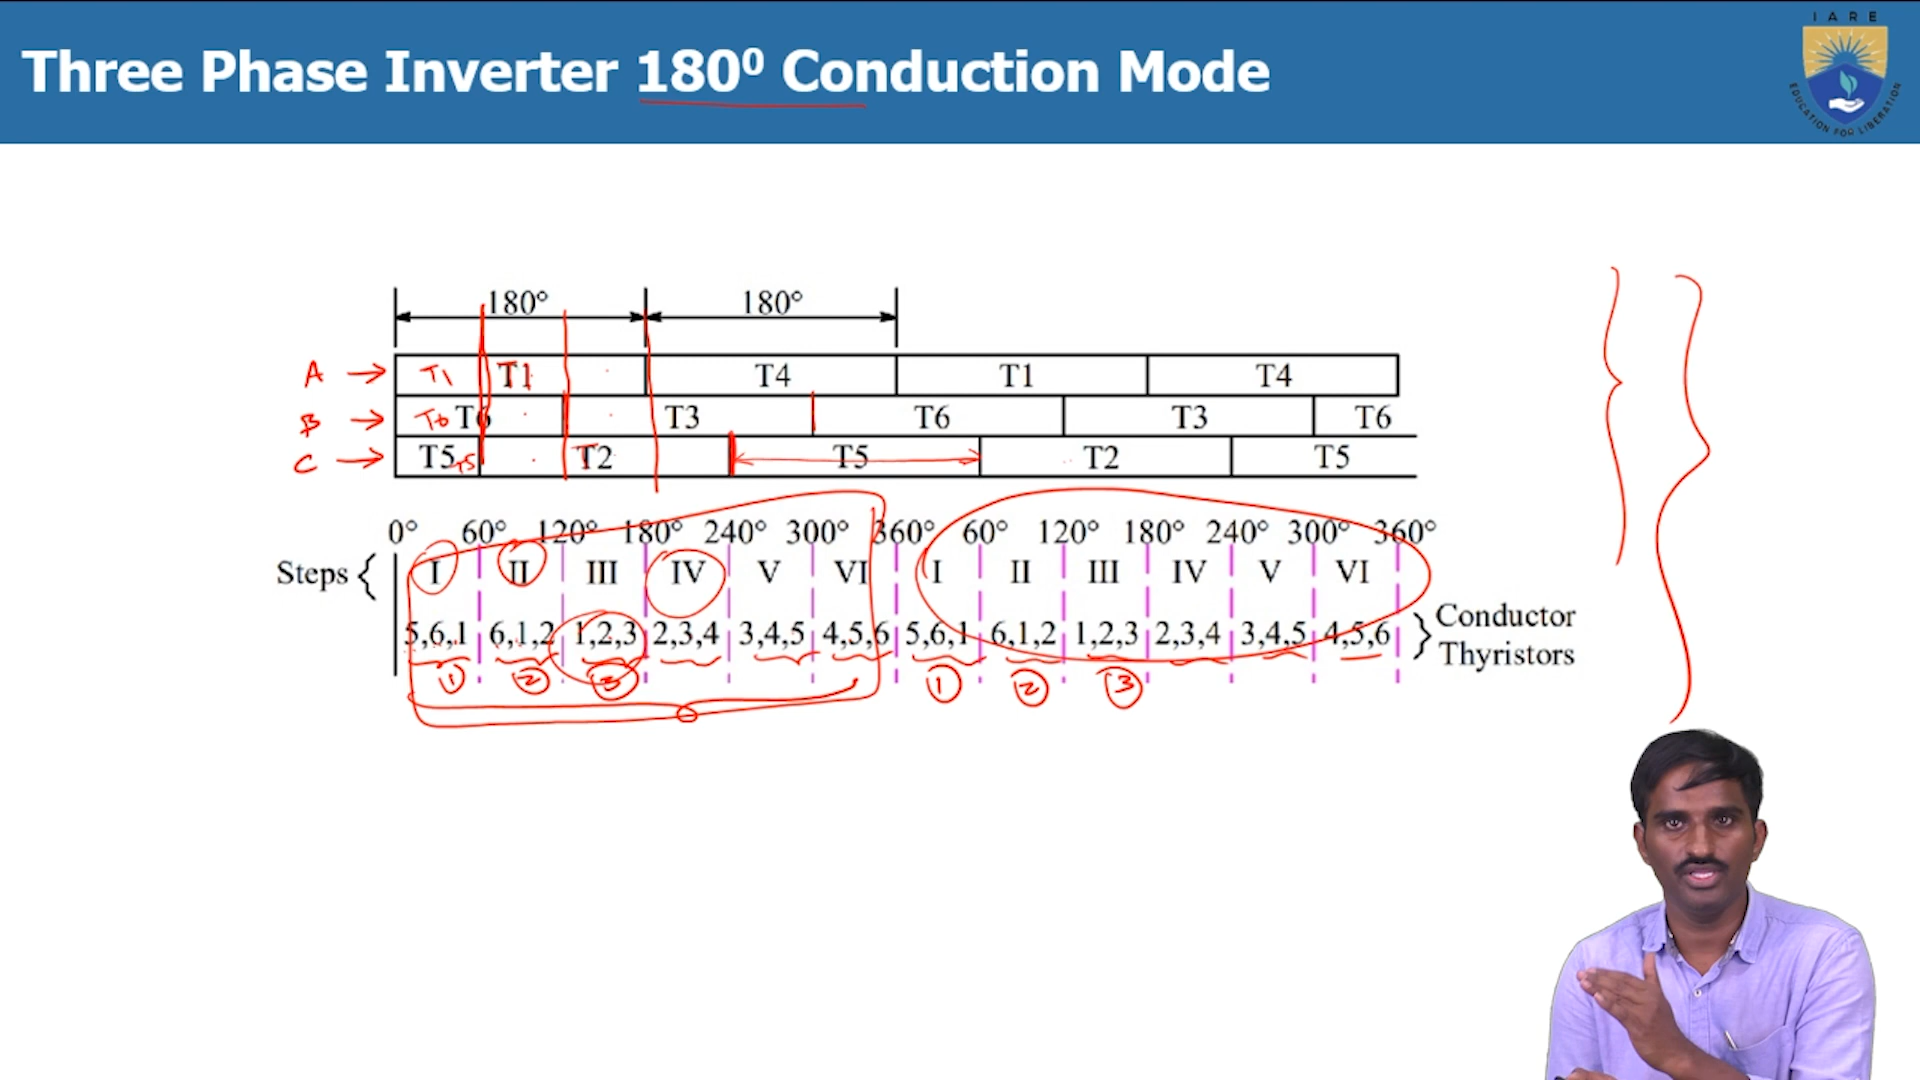 Three Phase Inverter 180⁰ Conduction Mode
I A R E
EDUCATION FOR LIBERATION
180° 180°
A → T1 T1 T4 T1 T4
B → T6 T6 T3 T6 T3 T6
C → T5 T5 T2 T5 T2 T5
0° 60° 120° 180° 240° 300° 360° 60° 120° 180° 240° 300° 360°
Steps { I II III IV V VI I II III IV V VI
5,6,1 6,1,2 1,2,3 2,3,4 3,4,5 4,5,6 5,6,1 6,1,2 1,2,3 2,3,4 3,4,5 4,5,6 } Conductor Thyristors
① ② ③ ① ② ③